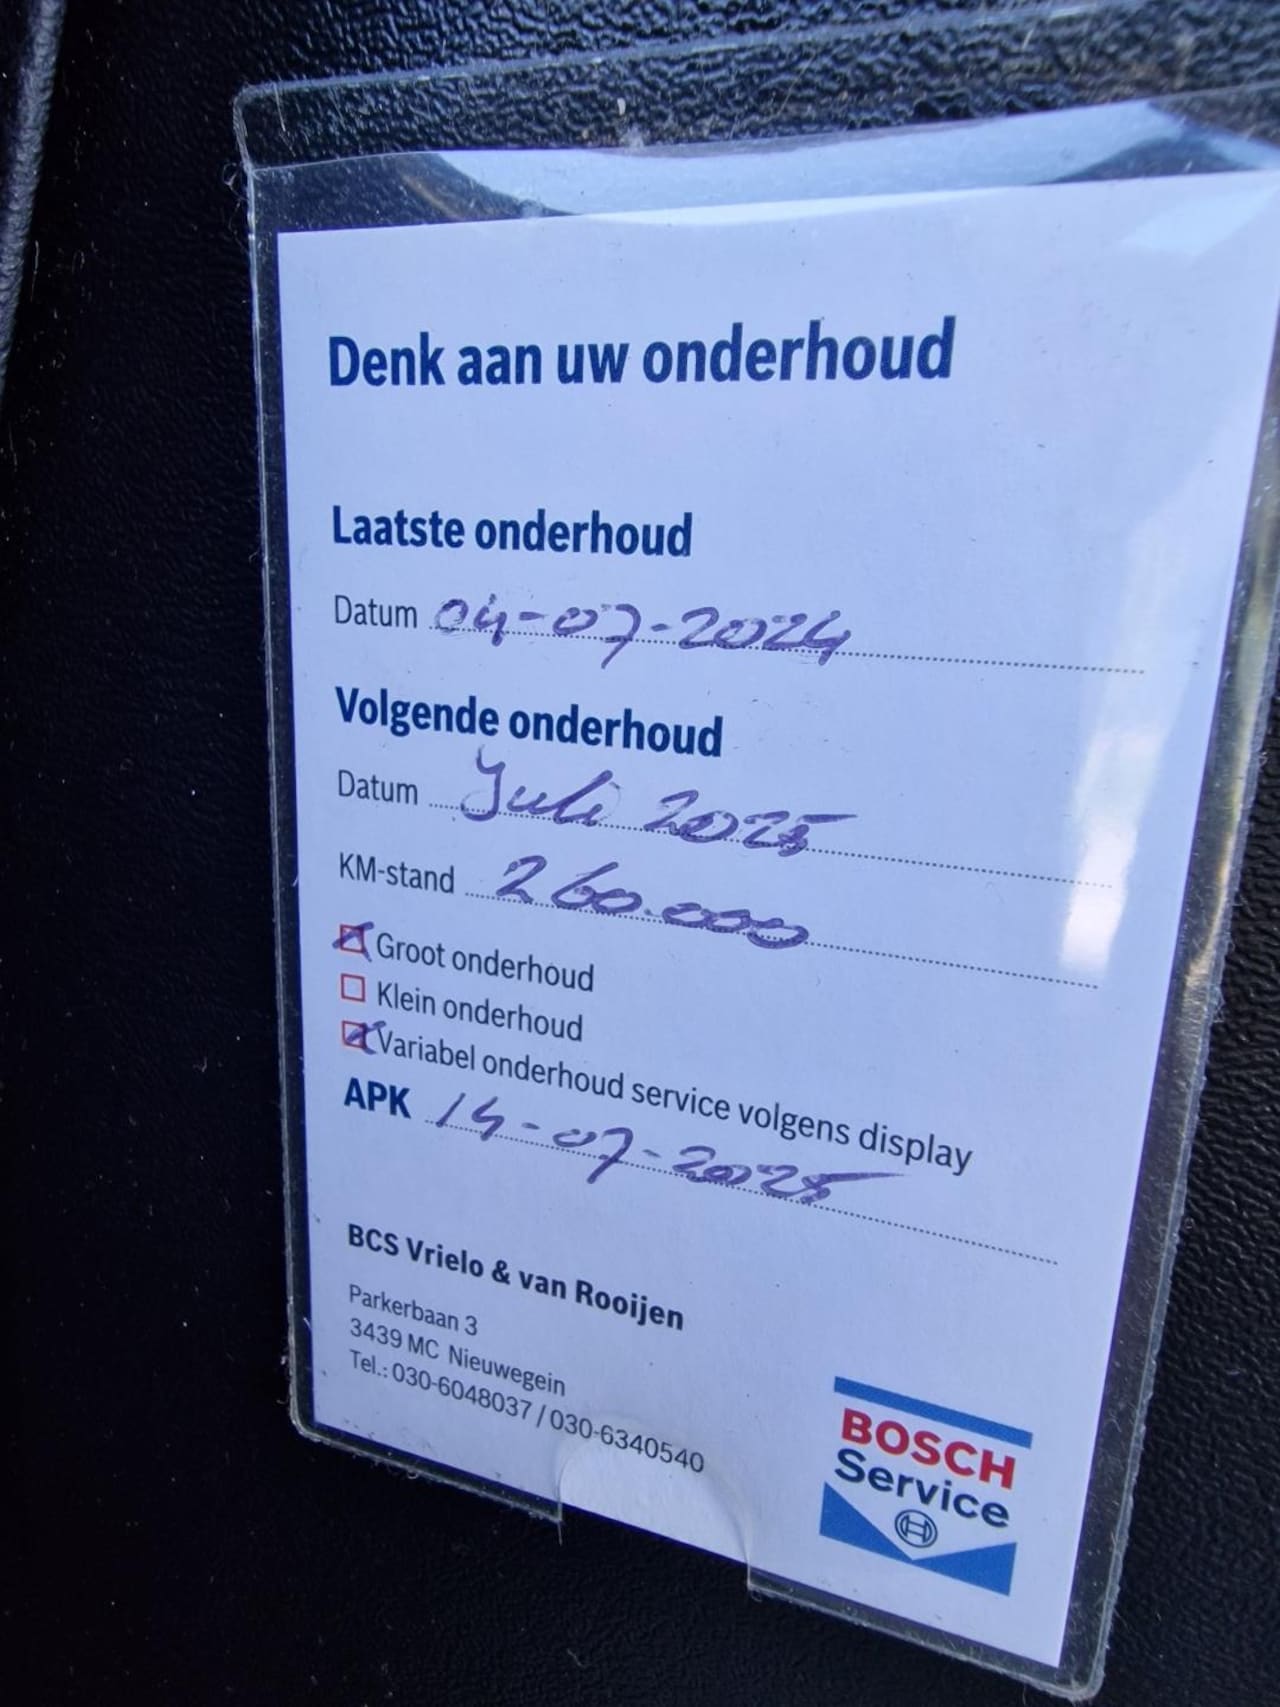 Denk aan uw onderhoud
Laatste onderhoud
Datum 04-07-2024
Volgende onderhoud
Datum Juli 2025
KM-stand 260.000
Groot onderhoud
Klein onderhoud
Variabel onderhoud service volgens display
APK 14-07-2025
BCS Vrielo & van Rooijen
Parkerbaan 3
3439 MC Nieuwegein
Tel.: 030-6048037 / 030-6340540
BOSCH
Service